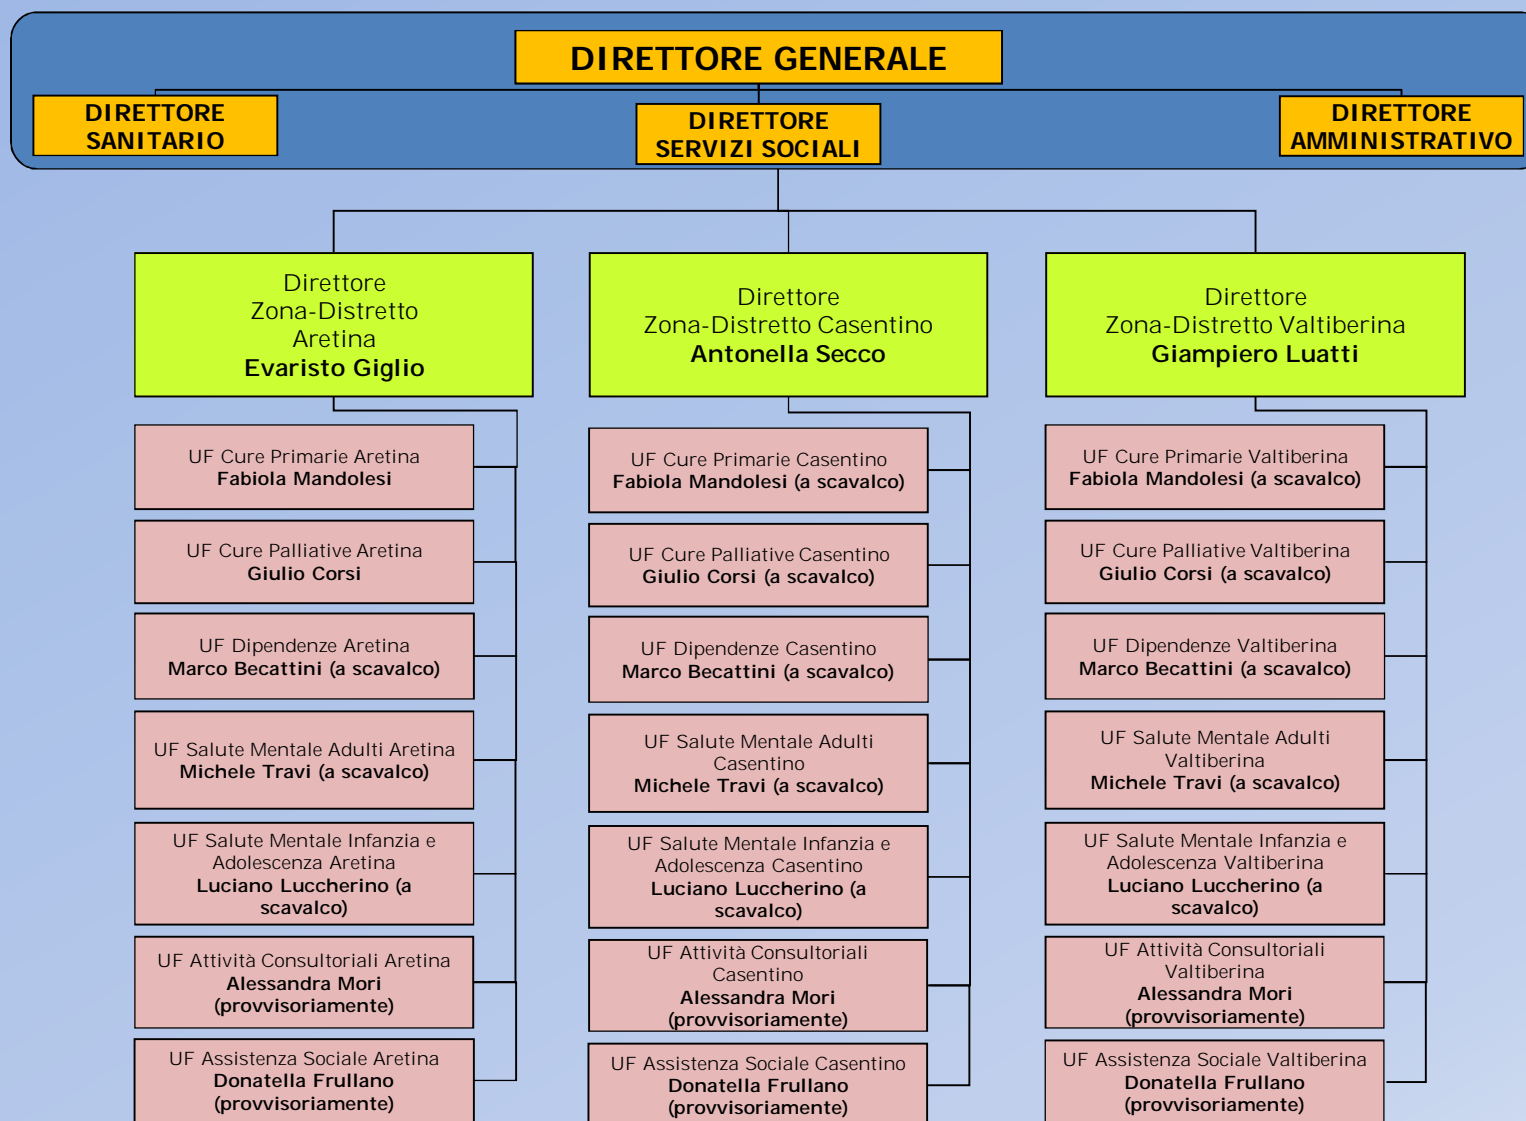 DIRETTORE GENERALE
DIRETTORE
SANITARIO
DIRETTORE
SERVIZI SOCIALI
DIRETTORE
AMMINISTRATIVO
Direttore
Zona-Distretto
Aretina
Evaristo Giglio
Direttore
Zona-Distretto Casentino
Antonella Secco
Direttore
Zona-Distretto Valtiberina
Giampiero Luatti
UF Cure Primarie Aretina
Fabiola Mandolesi
UF Cure Palliative Aretina
Giulio Corsi
UF Dipendenze Aretina
Marco Becattini (a scavalco)
UF Salute Mentale Adulti Aretina
Michele Travi (a scavalco)
UF Salute Mentale Infanzia e
Adolescenza Aretina
Luciano Luccherino (a
scavalco)
UF Attività Consultoriali Aretina
Alessandra Mori
(provvisoriamente)
UF Assistenza Sociale Aretina
Donatella Frullano
(provvisoriamente)
UF Cure Primarie Casentino
Fabiola Mandolesi (a scavalco)
UF Cure Palliative Casentino
Giulio Corsi (a scavalco)
UF Dipendenze Casentino
Marco Becattini (a scavalco)
UF Salute Mentale Adulti
Casentino
Michele Travi (a scavalco)
UF Salute Mentale Infanzia e
Adolescenza Casentino
Luciano Luccherino (a
scavalco)
UF Attività Consultoriali
Casentino
Alessandra Mori
(provvisoriamente)
UF Assistenza Sociale Casentino
Donatella Frullano
(provvisoriamente)
UF Cure Primarie Valtiberina
Fabiola Mandolesi (a scavalco)
UF Cure Palliative Valtiberina
Giulio Corsi (a scavalco)
UF Dipendenze Valtiberina
Marco Becattini (a scavalco)
UF Salute Mentale Adulti
Valtiberina
Michele Travi (a scavalco)
UF Salute Mentale Infanzia e
Adolescenza Valtiberina
Luciano Luccherino (a
scavalco)
UF Attività Consultoriali
Valtiberina
Alessandra Mori
(provvisoriamente)
UF Assistenza Sociale Valtiberina
Donatella Frullano
(provvisoriamente)